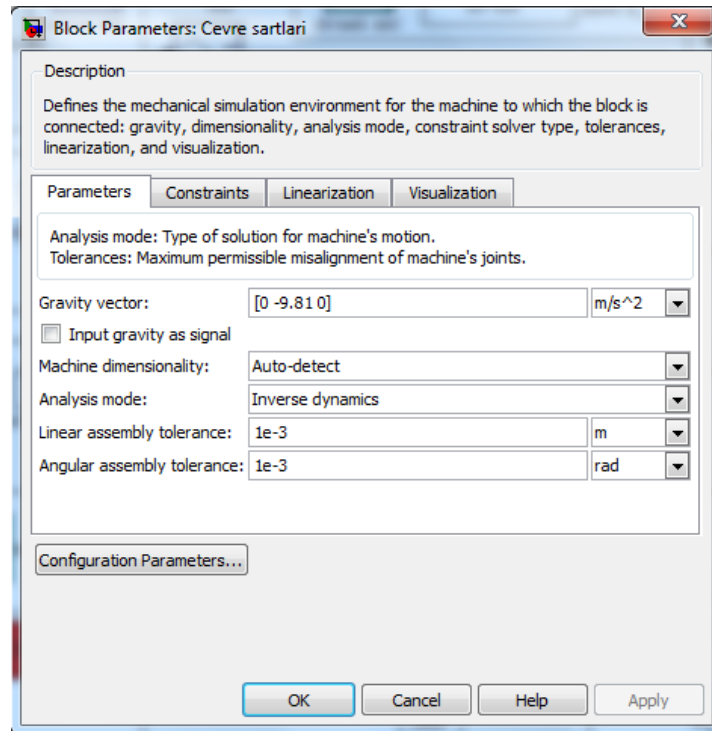 Block Parameters: Cevre sartlari
Description
Defines the mechanical simulation environment for the machine to which the block is
connected: gravity, dimensionality, analysis mode, constraint solver type, tolerances,
linearization, and visualization.
Parameters Constraints Linearization Visualization
Analysis mode: Type of solution for machine's motion.
Tolerances: Maximum permissible misalignment of machine's joints.
Gravity vector: [0 -9.81 0] m/s^2
Input gravity as signal
Machine dimensionality: Auto-detect
Analysis mode: Inverse dynamics
Linear assembly tolerance: 1e-3 m
Angular assembly tolerance: 1e-3 rad
Configuration Parameters...
OK Cancel Help Apply